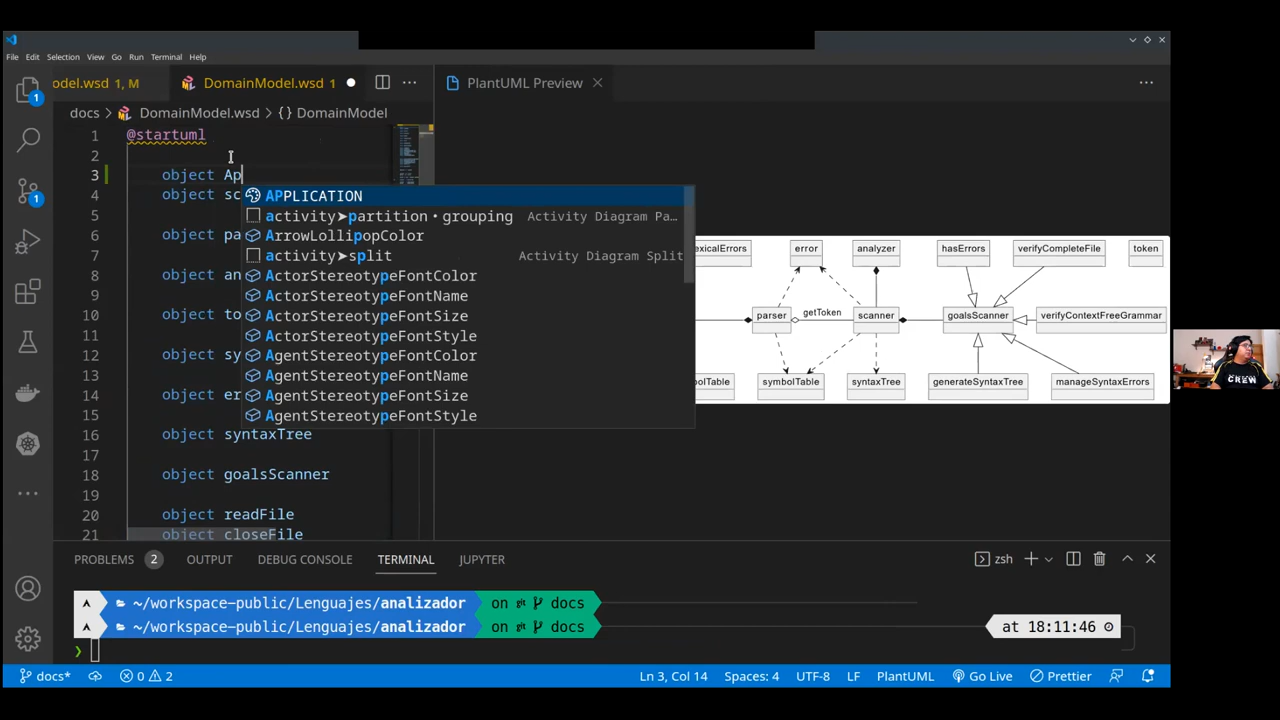 File Edit Selection View Go Run Terminal Help
odel.wsd 1, M
DomainModel.wsd 1
PlantUML Preview
docs DomainModel.wsd {} DomainModel
1 @startuml
2
3 object Ap
4 object sc
5
6 object pa
7
8 object an
9
10 object to
11
12 object sy
13
14 object er
15
16 object syntaxTree
17
18 object goalsScanner
19
20 object readFile
21 object closeFile
APPLICATION
activity➤partition·grouping Activity Diagram Pa…
ArrowLollipopColor
activity➤split Activity Diagram Split
ActorStereotypeFontColor
ActorStereotypeFontName
ActorStereotypeFontSize
ActorStereotypeFontStyle
AgentStereotypeFontColor
AgentStereotypeFontName
AgentStereotypeFontSize
AgentStereotypeFontStyle
exicalErrors error analyzer hasErrors verifyCompleteFile token
parser getToken scanner goalsScanner verifyContextFreeGrammar
olTable symbolTable syntaxTree generateSyntaxTree manageSyntaxErrors
1
1
CREW
PROBLEMS 2 OUTPUT DEBUG CONSOLE TERMINAL JUPYTER
zsh
~/workspace-public/Lenguajes/analizador on git docs
~/workspace-public/Lenguajes/analizador on git docs
at 18:11:46
❯
docs* 0 2 Ln 3, Col 14 Spaces: 4 UTF-8 LF PlantUML Go Live Prettier